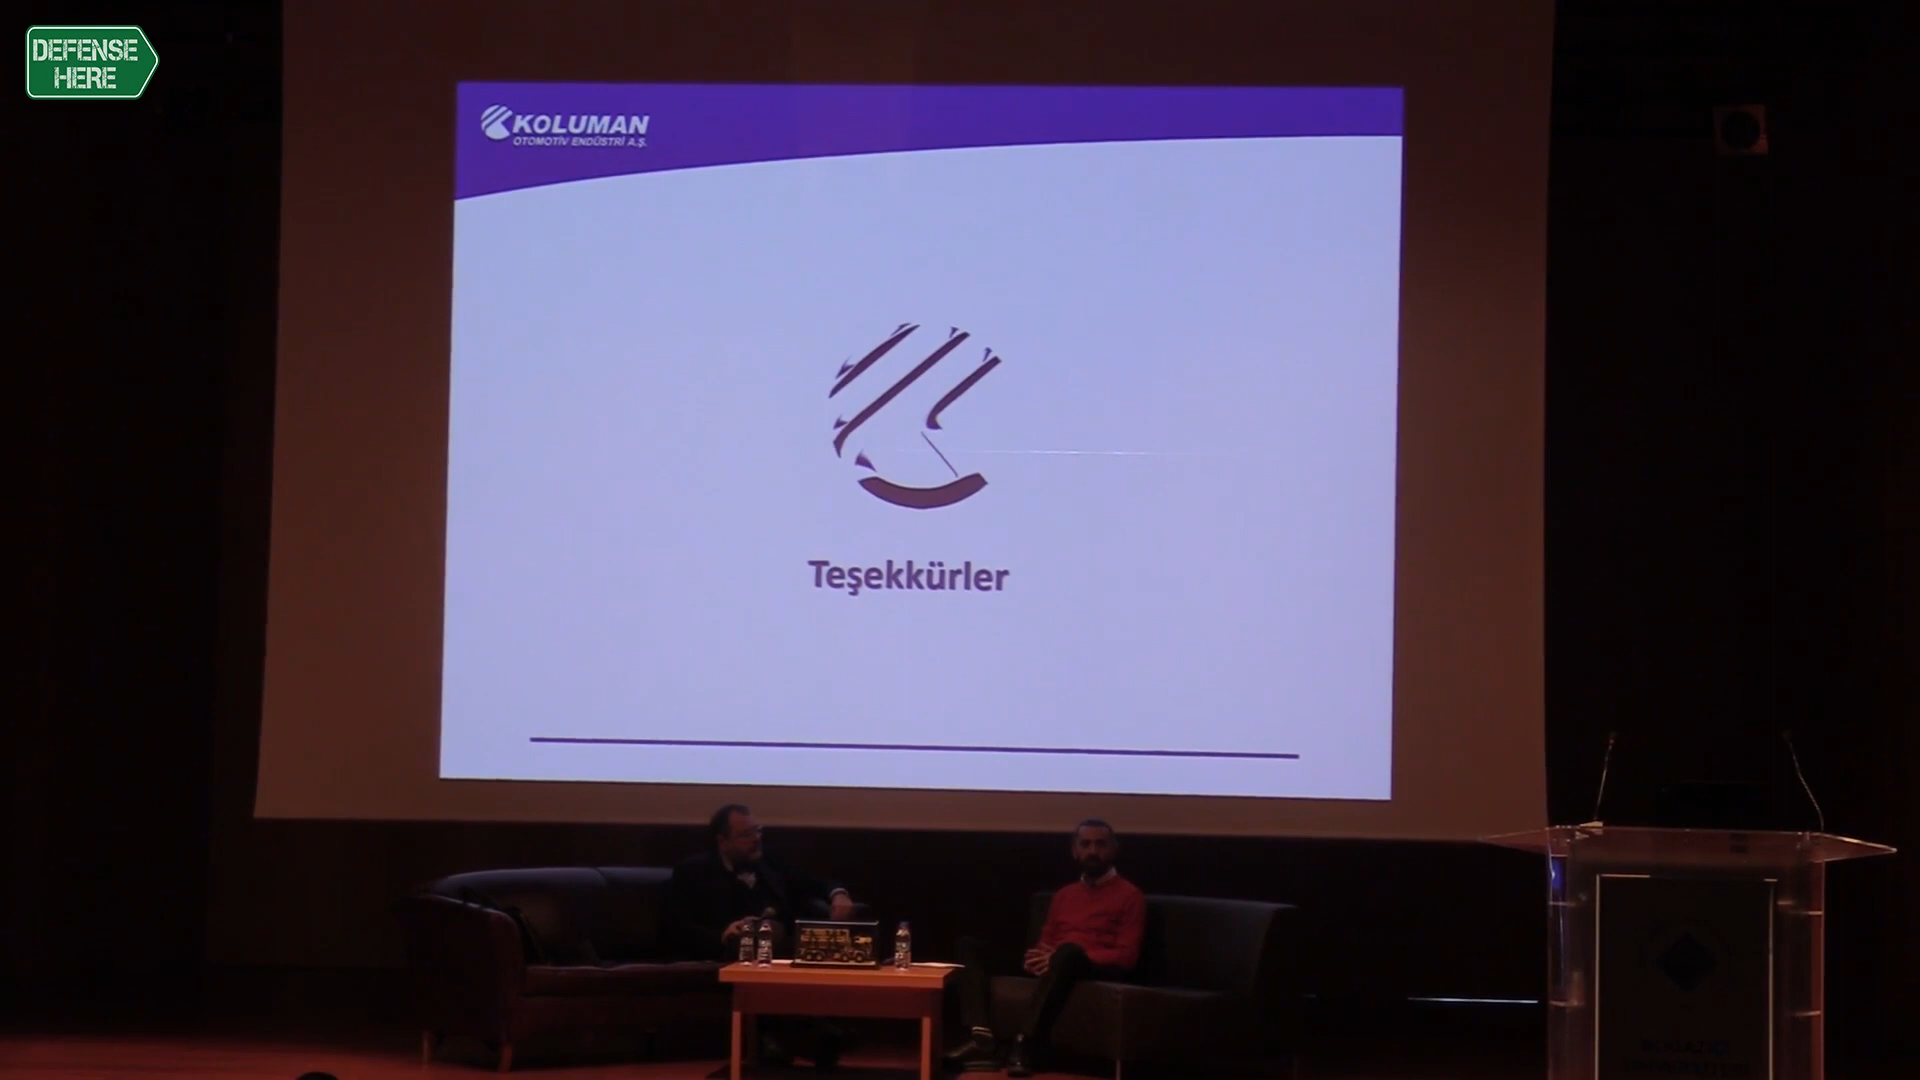 DEFENSE
HERE
KOLUMAN
OTOMOTİV ENDÜSTRİ A.Ş.
Teşekkürler